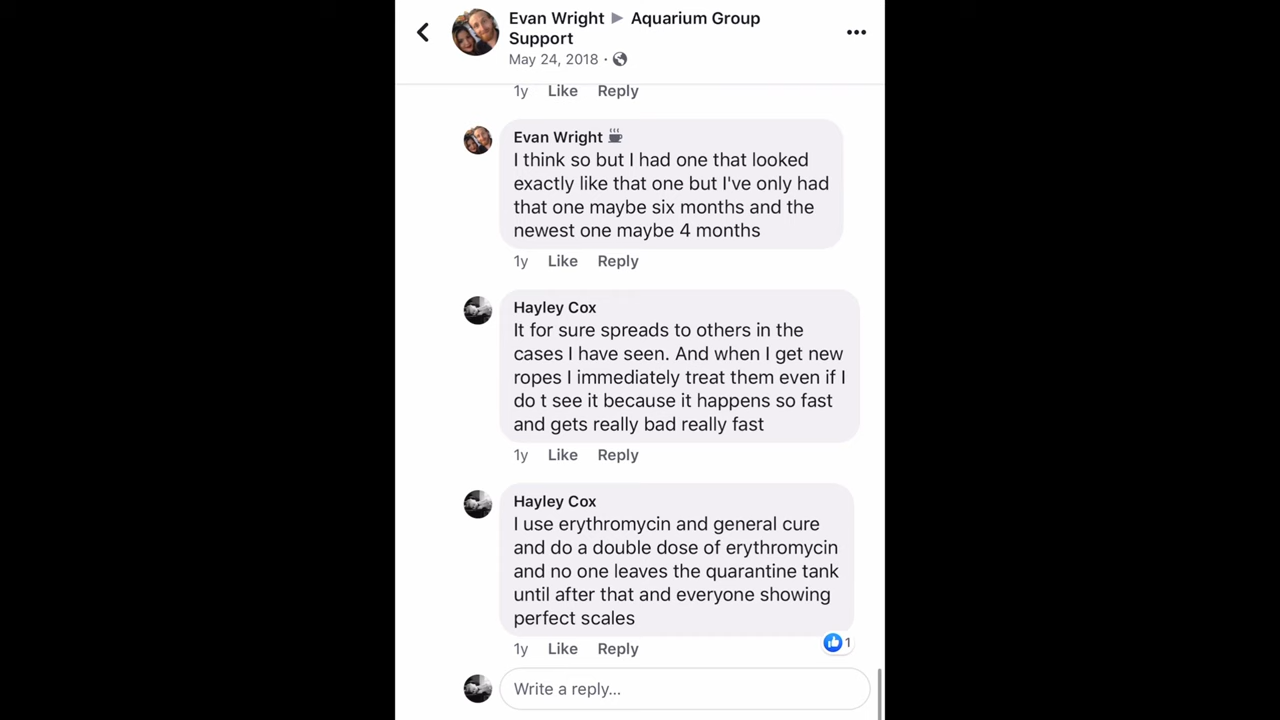 Evan Wright ▶ Aquarium Group
Support
May 24, 2018 ·
1y Like Reply
Evan Wright
I think so but I had one that looked
exactly like that one but I've only had
that one maybe six months and the
newest one maybe 4 months
1y Like Reply
Hayley Cox
It for sure spreads to others in the
cases I have seen. And when I get new
ropes I immediately treat them even if I
do t see it because it happens so fast
and gets really bad really fast
1y Like Reply
Hayley Cox
I use erythromycin and general cure
and do a double dose of erythromycin
and no one leaves the quarantine tank
until after that and everyone showing
perfect scales
1y Like Reply 1
Write a reply...